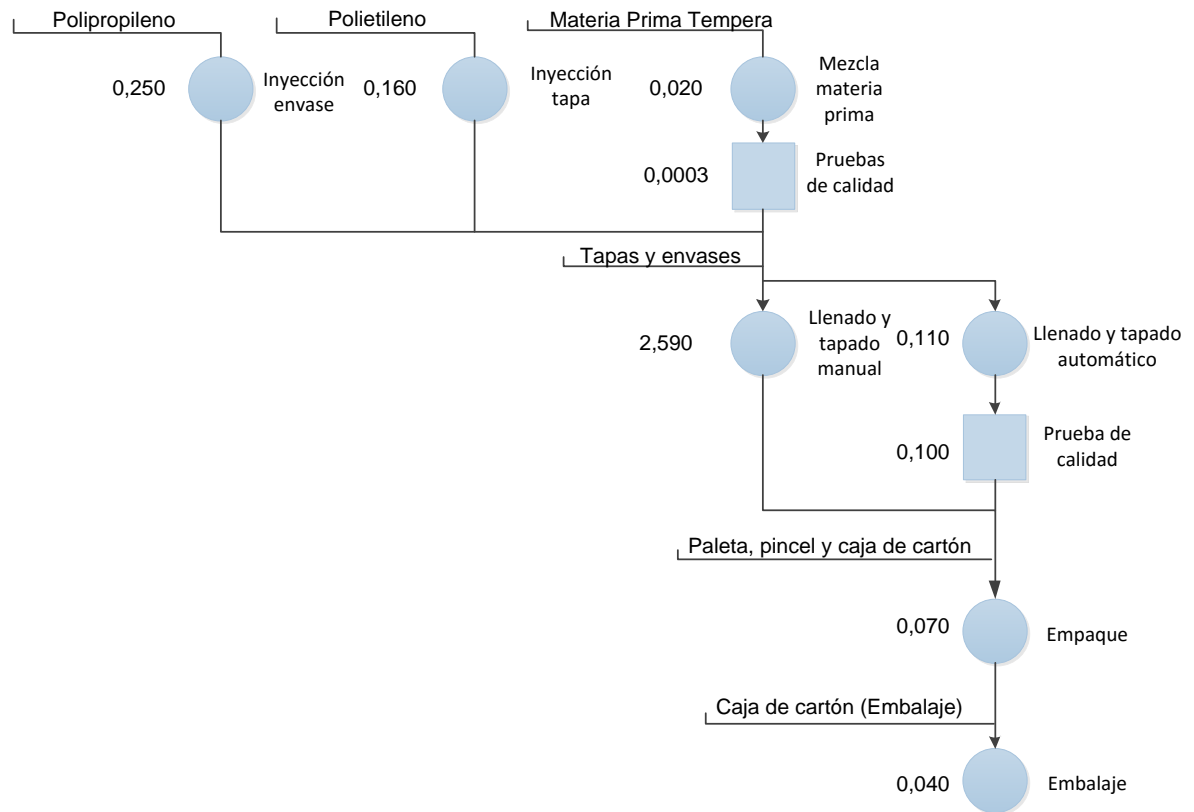 Polipropileno
Polietileno
Materia Prima Tempera
0,250
Inyección
envase
0,160
Inyección
tapa
0,020
Mezcla
materia
prima
0,0003
Pruebas
de calidad
Tapas y envases
2,590
Llenado y
tapado
manual
0,110
Llenado y tapado
automático
0,100
Prueba de
calidad
Paleta, pincel y caja de cartón
0,070
Empaque
Caja de cartón (Embalaje)
0,040
Embalaje